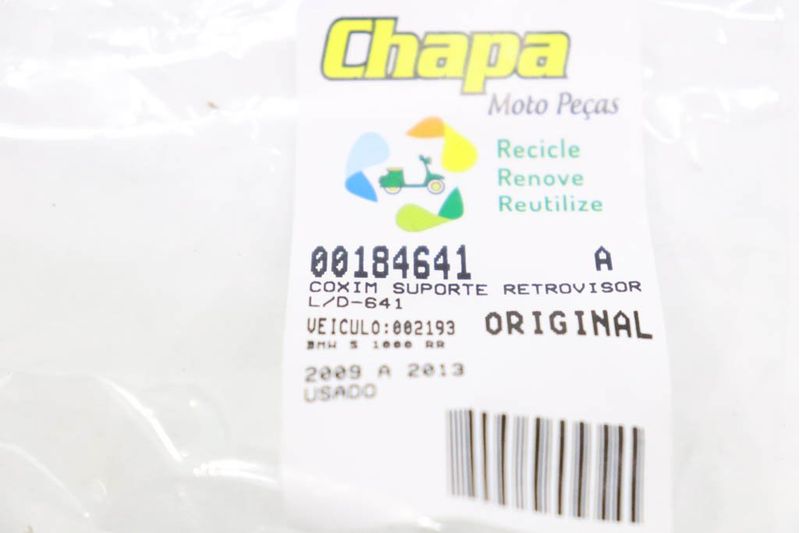 Chapa
Moto Peças
Recicle
Renove
Reutilize
00184641 A
COXIM SUPORTE RETROVISOR
L/D-641
VEICULO:002193 ORIGINAL
BMW S 1000 RR
2009 A 2013
USADO